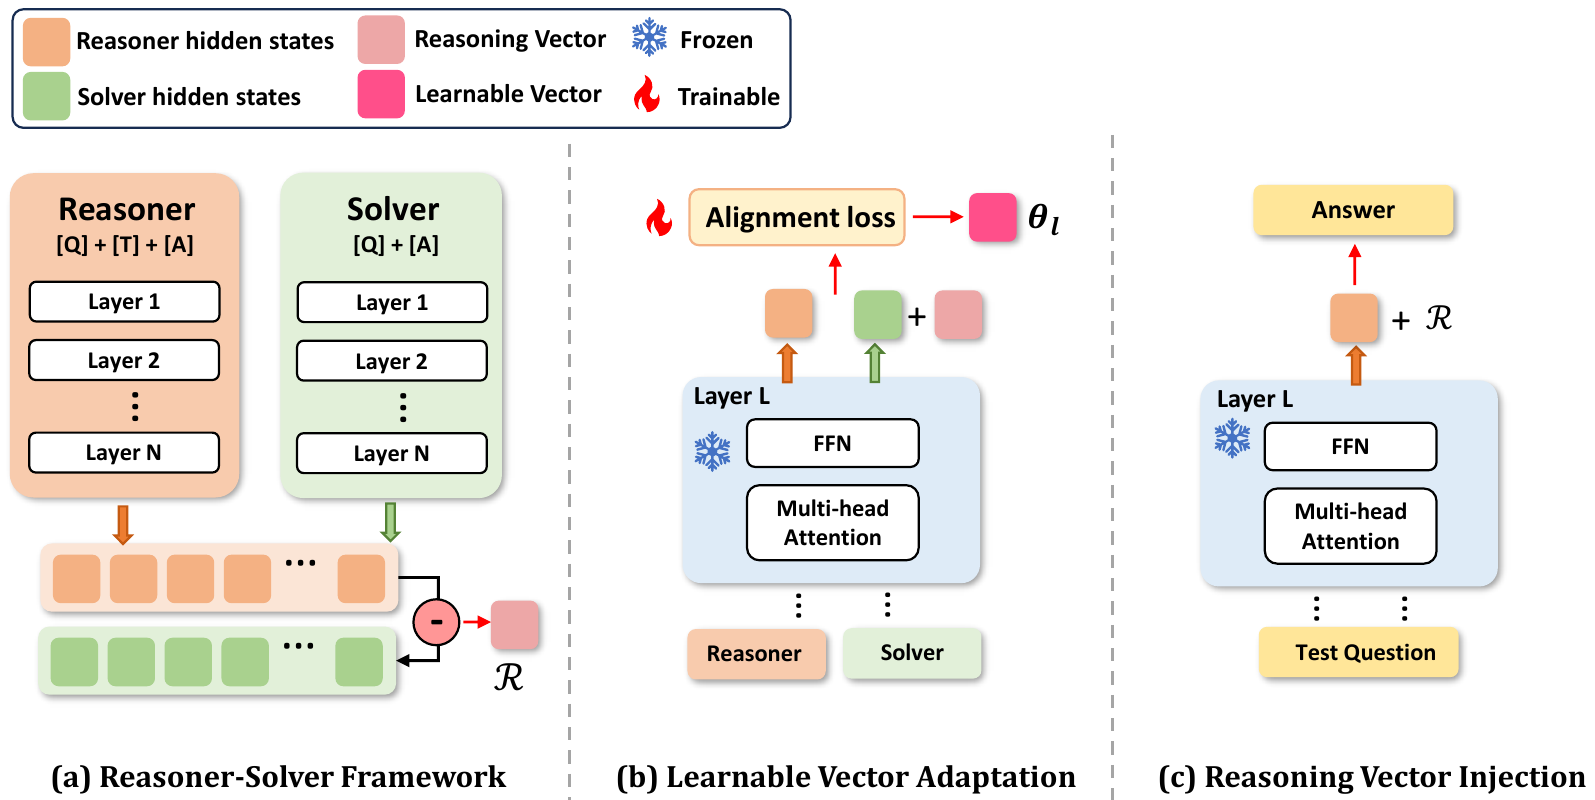 Reasoner hidden states
Reasoning Vector
Frozen
Solver hidden states
Learnable Vector
Trainable
Reasoner
[Q] + [T] + [A]
Layer 1
Layer 2
Layer N
Solver
[Q] + [A]
Layer 1
Layer 2
Layer N
-
ℛ
(a) Reasoner-Solver Framework
Alignment loss
θ_l
+
Layer L
FFN
Multi-head
Attention
Reasoner
Solver
(b) Learnable Vector Adaptation
Answer
+ ℛ
Layer L
FFN
Multi-head
Attention
Test Question
(c) Reasoning Vector Injection